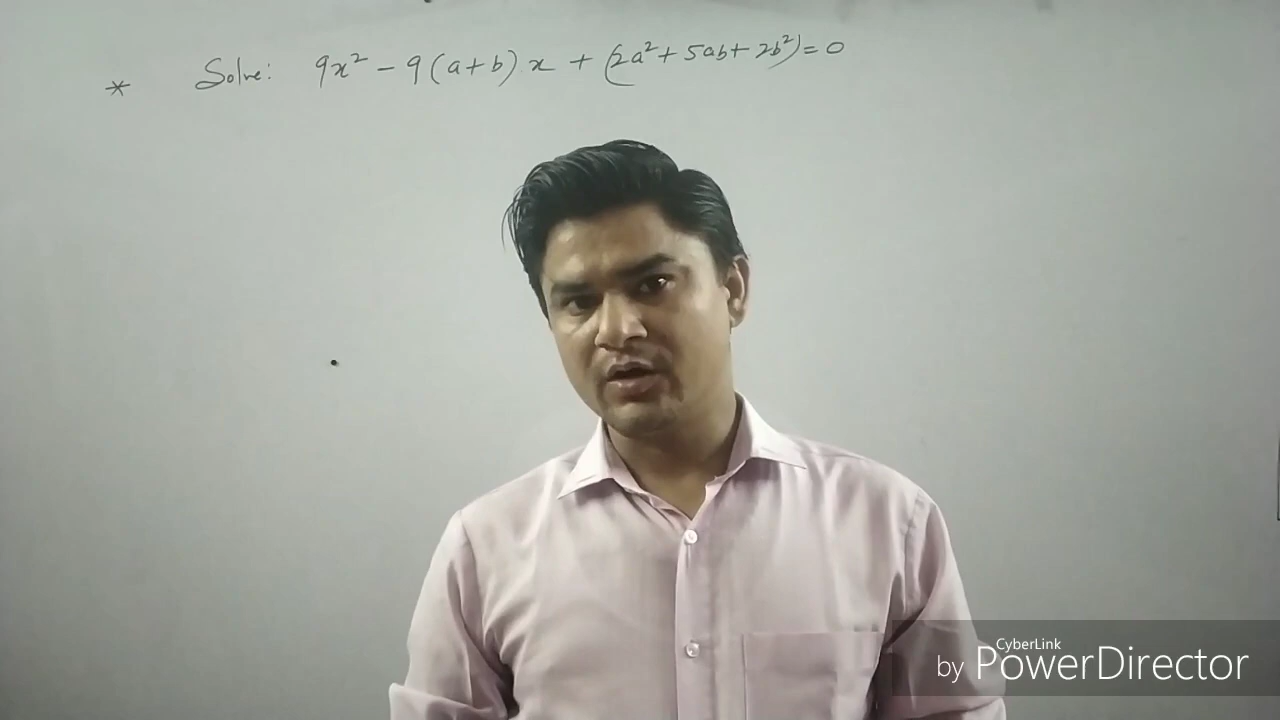 * Solve: 9x² - 9(a+b)x + (2a² + 5ab + 2b²) = 0
CyberLink
by PowerDirector